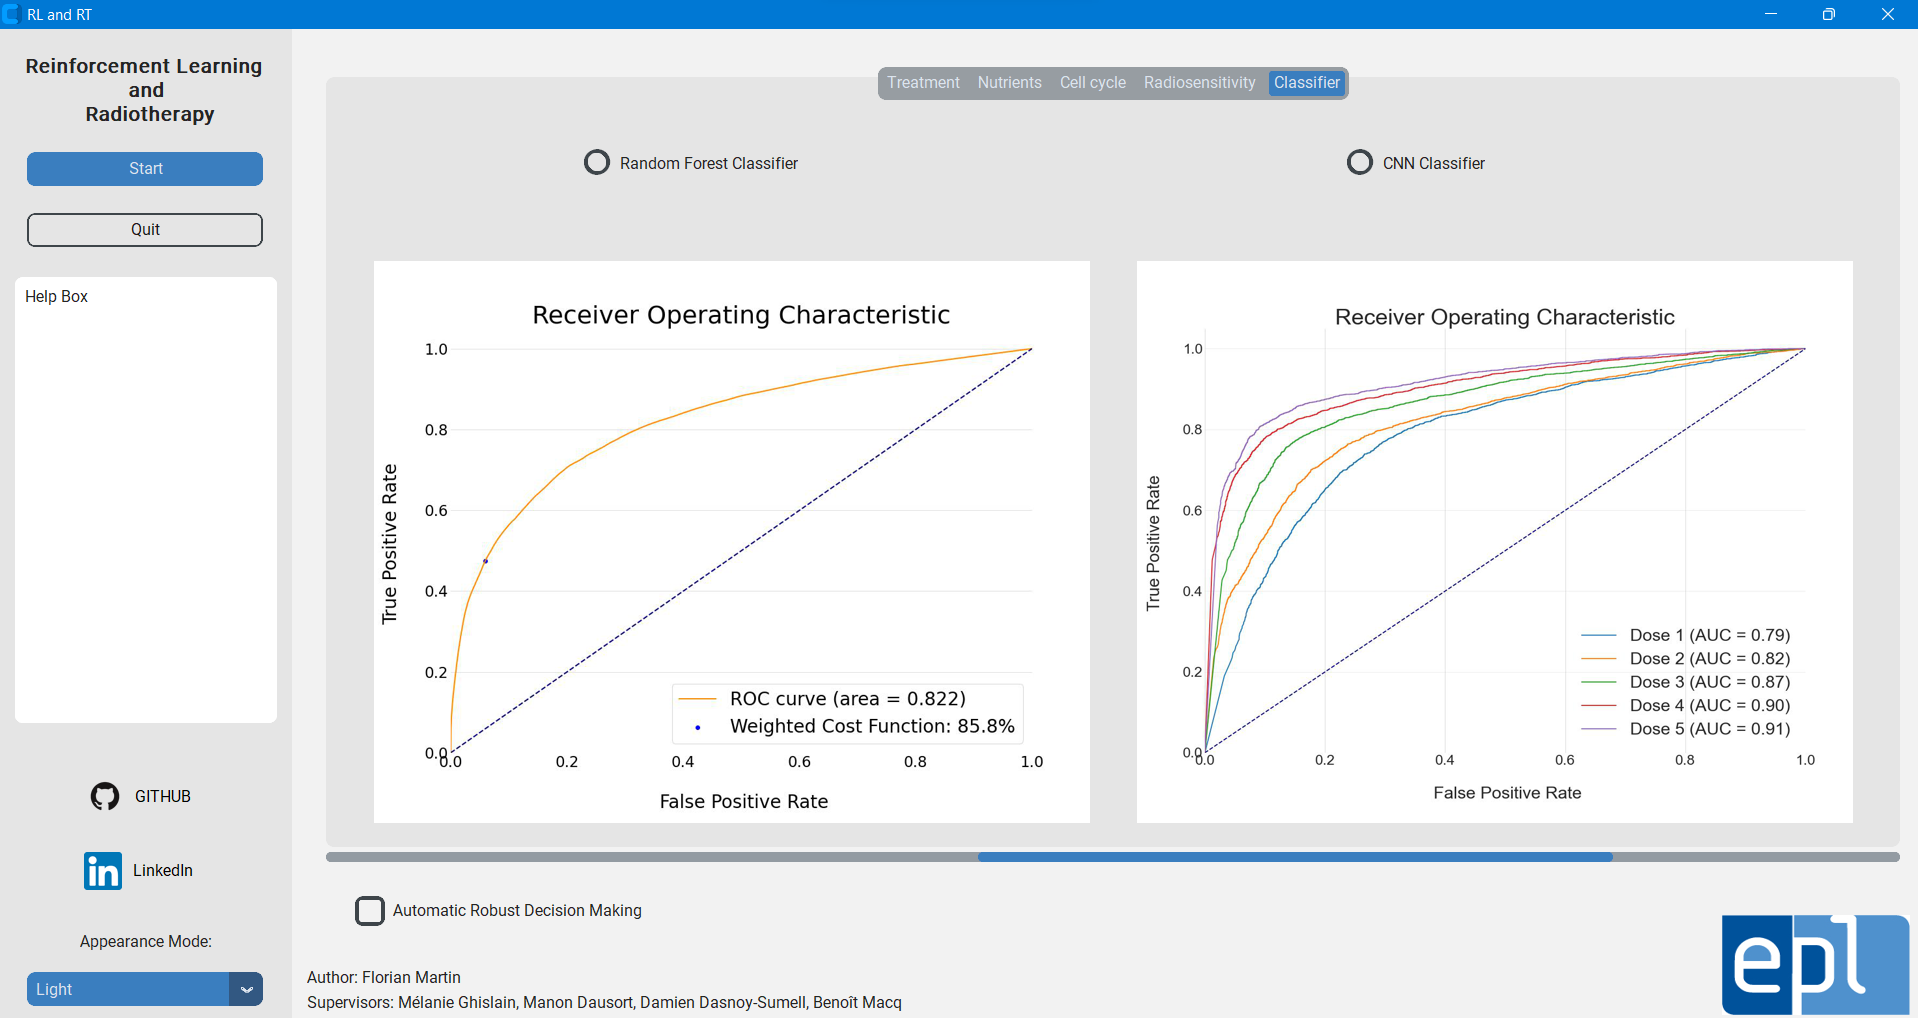 RL and RT
Reinforcement Learning
and
Radiotherapy
Start
Quit
Help Box
GITHUB
LinkedIn
Appearance Mode:
Light
Treatment Nutrients Cell cycle Radiosensitivity Classifier
Random Forest Classifier
CNN Classifier
Receiver Operating Characteristic
True Positive Rate
1.0
0.8
0.6
0.4
0.2
0.0
0.0 0.2 0.4 0.6 0.8 1.0
False Positive Rate
ROC curve (area = 0.822)
Weighted Cost Function: 85.8%
Receiver Operating Characteristic
True Positive Rate
1.0
0.8
0.6
0.4
0.2
0.0
0.0 0.2 0.4 0.6 0.8 1.0
False Positive Rate
Dose 1 (AUC = 0.79)
Dose 2 (AUC = 0.82)
Dose 3 (AUC = 0.87)
Dose 4 (AUC = 0.90)
Dose 5 (AUC = 0.91)
Automatic Robust Decision Making
Author: Florian Martin
Supervisors: Mélanie Ghislain, Manon Dausort, Damien Dasnoy-Sumell, Benoît Macq
epl